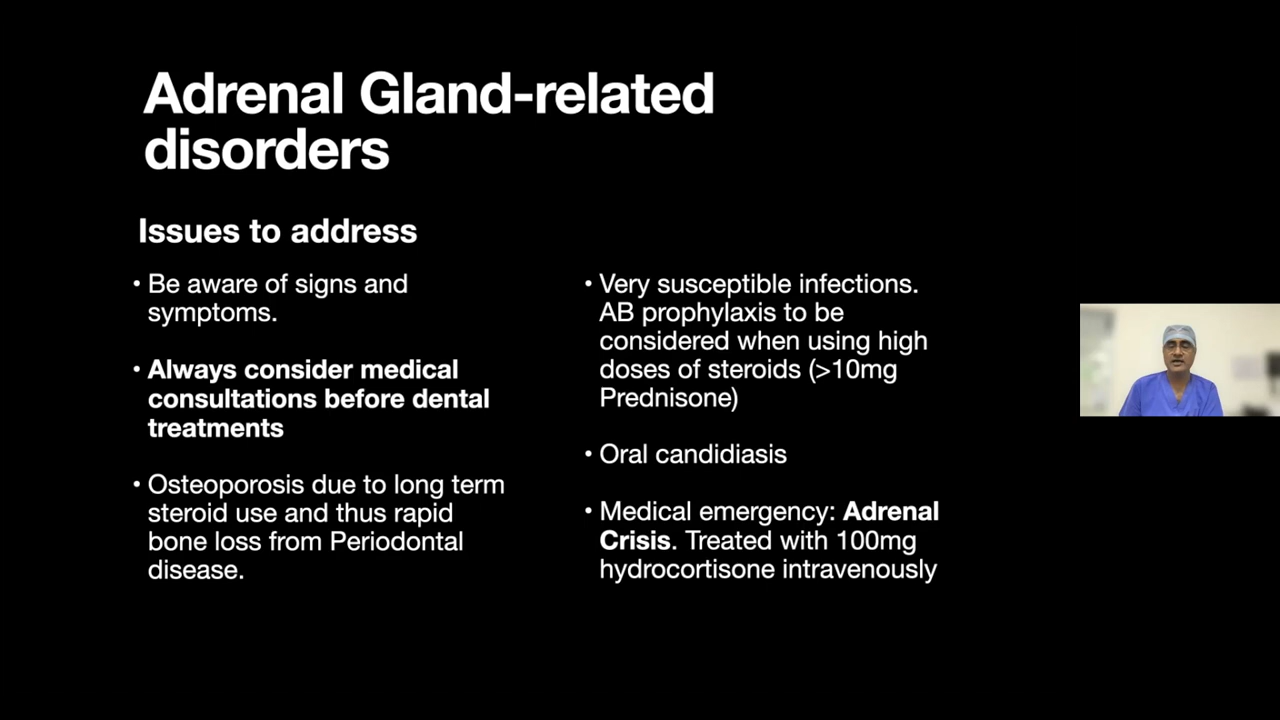 Adrenal Gland-related
disorders
Issues to address
• Be aware of signs and
symptoms.
• Always consider medical
consultations before dental
treatments
• Osteoporosis due to long term
steroid use and thus rapid
bone loss from Periodontal
disease.
• Very susceptible infections.
AB prophylaxis to be
considered when using high
doses of steroids (>10mg
Prednisone)
• Oral candidiasis
• Medical emergency: Adrenal
Crisis. Treated with 100mg
hydrocortisone intravenously